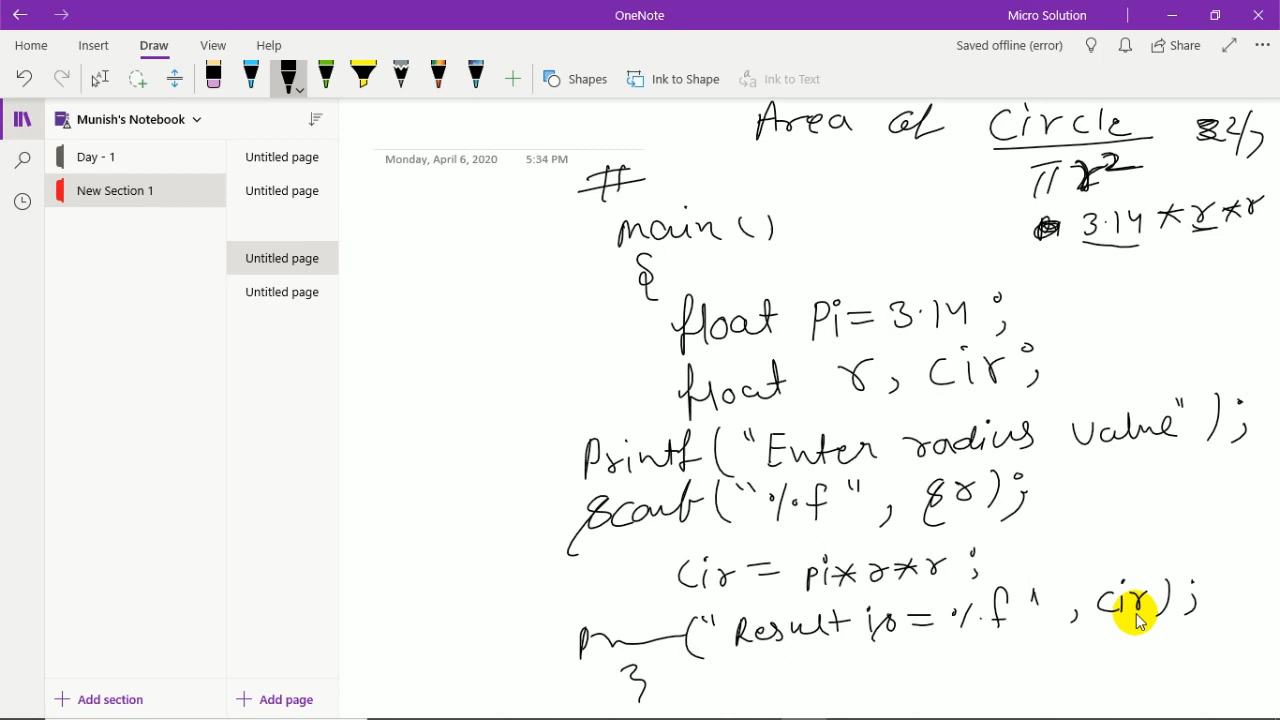 OneNote
Micro Solution
Home Insert Draw View Help
Saved offline (error) Share
Shapes Ink to Shape Ink to Text
Munish's Notebook
Day - 1
New Section 1
Untitled page
Untitled page
Untitled page
Untitled page
Add section
Add page
Monday, April 6, 2020 5:34 PM
Area of Circle 22/7
πr²
3.14 * r * r
#
main ()
{
float Pi = 3.14 ;
float r, cir ;
Printf ("Enter radius value");
scanf ("%f", &r);
Cir = pi*r*r ;
("Result is = %f", cir);
}